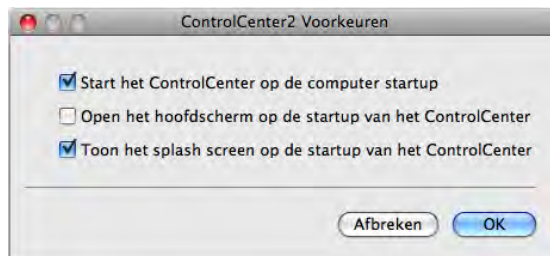 ControlCenter2 Voorkeuren
Start het ControlCenter op de computer startup
Open het hoofdscherm op de startup van het ControlCenter
Toon het splash screen op de startup van het ControlCenter
Afbreken OK